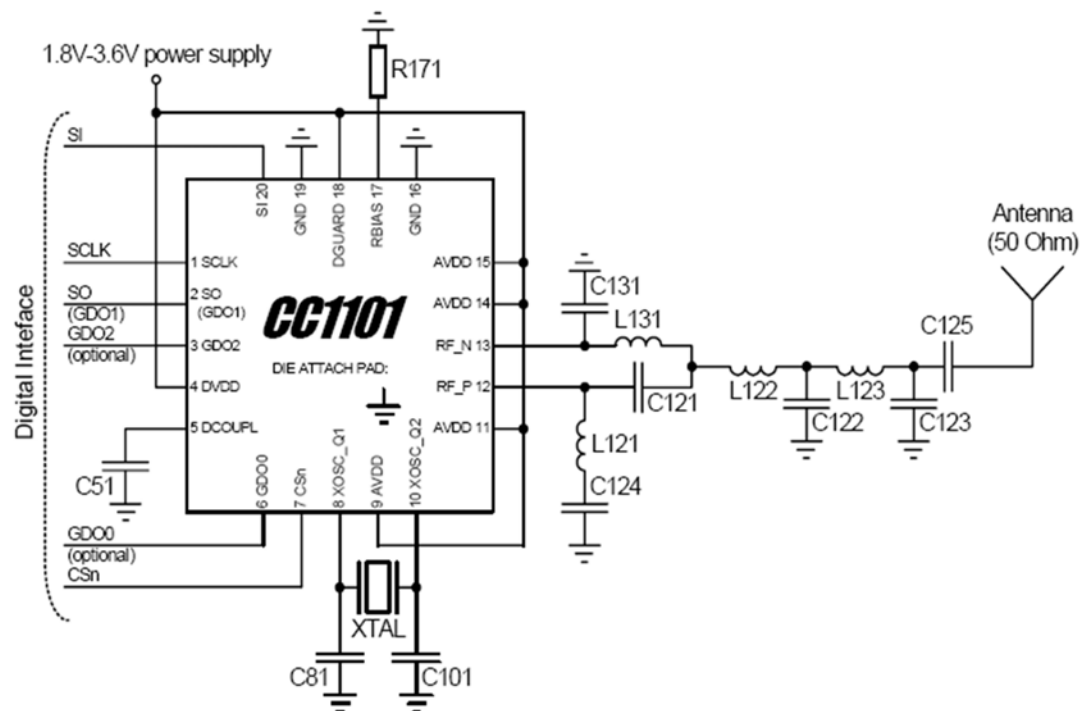 1.8V-3.6V power supply
R171
SI
SI 20
GND 19
DGUARD 18
RBIAS 17
GND 16
Antenna
(50 Ohm)
Digital Inteface
SCLK
1 SCLK
AVDD 15
C131
SO
(GDO1)
2 SO
(GDO1)
CC1101
AVDD 14
L131
C125
GDO2
(optional)
3 GDO2
DIE ATTACH PAD:
RF_N 13
4 DVDD
RF_P 12
C121
L122
L123
C122
C123
5 DCOUPL
AVDD 11
L121
C51
6 GDO0
7 CSn
8 XOSC_Q1
9 AVDD
10 XOSC_Q2
C124
GDO0
(optional)
CSn
XTAL
C81
C101